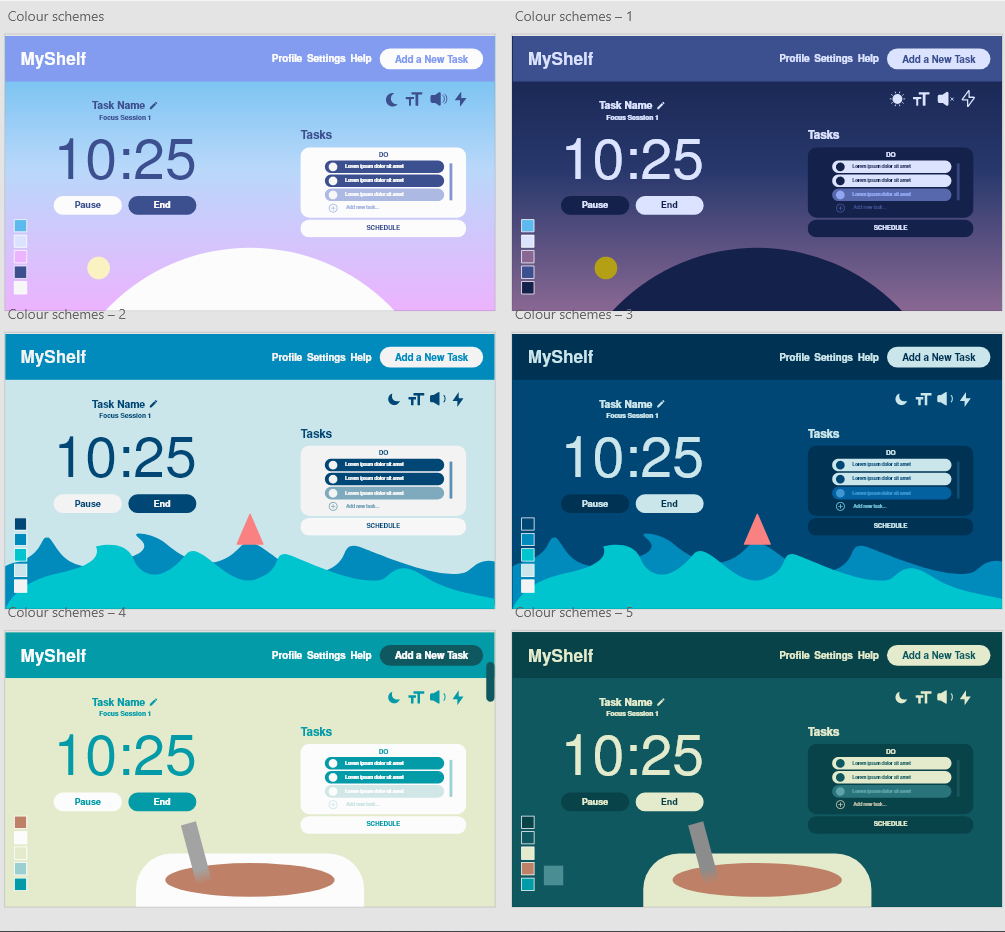 Colour schemes
MyShelf
Profile Settings Help
Add a New Task
Task Name
Focus Session 1
10:25
Pause
End
TT
Tasks
DO
Lorem ipsum dolor sit amet
Lorem ipsum dolor sit amet
Lorem ipsum dolor sit amet
Add new task...
SCHEDULE
Colour schemes – 1
MyShelf
Profile Settings Help
Add a New Task
Task Name
Focus Session 1
10:25
Pause
End
TT
Tasks
DO
Lorem ipsum dolor sit amet
Lorem ipsum dolor sit amet
Lorem ipsum dolor sit amet
Add new task...
SCHEDULE
Colour schemes – 2
MyShelf
Profile Settings Help
Add a New Task
Task Name
Focus Session 1
10:25
Pause
End
TT
Tasks
DO
Lorem ipsum dolor sit amet
Lorem ipsum dolor sit amet
Lorem ipsum dolor sit amet
Add new task...
SCHEDULE
Colour schemes – 3
MyShelf
Profile Settings Help
Add a New Task
Task Name
Focus Session 1
10:25
Pause
End
TT
Tasks
DO
Lorem ipsum dolor sit amet
Lorem ipsum dolor sit amet
Lorem ipsum dolor sit amet
Add new task...
SCHEDULE
Colour schemes – 4
MyShelf
Profile Settings Help
Add a New Task
Task Name
Focus Session 1
10:25
Pause
End
TT
Tasks
DO
Lorem ipsum dolor sit amet
Lorem ipsum dolor sit amet
Lorem ipsum dolor sit amet
Add new task...
SCHEDULE
Colour schemes – 5
MyShelf
Profile Settings Help
Add a New Task
Task Name
Focus Session 1
10:25
Pause
End
TT
Tasks
DO
Lorem ipsum dolor sit amet
Lorem ipsum dolor sit amet
Lorem ipsum dolor sit amet
Add new task...
SCHEDULE